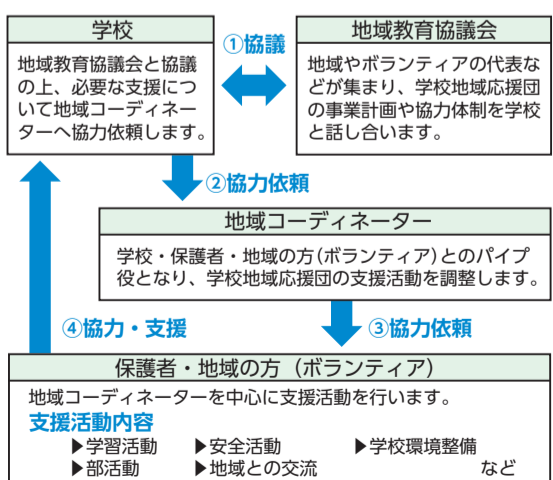 学校
地域教育協議会と協議
の上、必要な支援につ
いて地域コーディネー
ターへ協力依頼します。
①協議
地域教育協議会
地域やボランティアの代表な
どが集まり、学校地域応援団
の事業計画や協力体制を学校
と話し合います。
②協力依頼
地域コーディネーター
学校・保護者・地域の方(ボランティア)とのパイプ
役となり、学校地域応援団の支援活動を調整します。
④協力・支援
③協力依頼
保護者・地域の方（ボランティア）
地域コーディネーターを中心に支援活動を行います。
支援活動内容
▶学習活動 ▶安全活動 ▶学校環境整備
▶部活動 ▶地域との交流 など